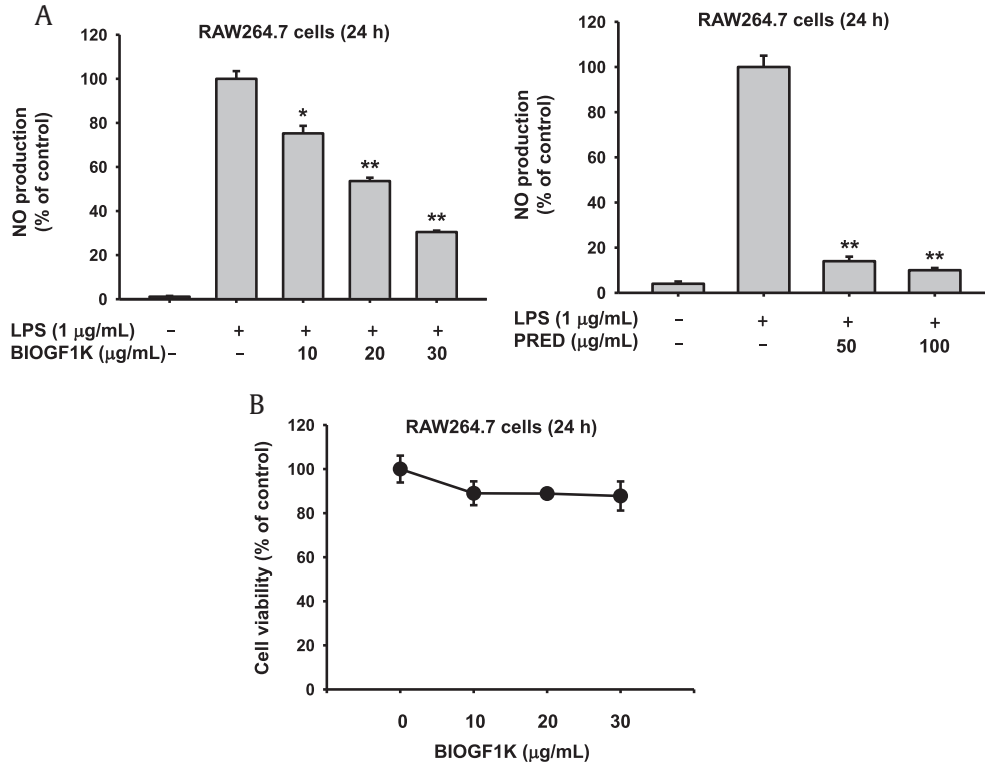 A
RAW264.7 cells (24 h)
NO production
(% of control)
120
100
80
60
40
20
0
*
**
**
LPS (1 μg/mL) – + + + +
BIOGF1K (μg/mL) – – 10 20 30
RAW264.7 cells (24 h)
NO production
(% of control)
120
100
80
60
40
20
0
**
**
LPS (1 μg/mL) – + + +
PRED (μg/mL) – – 50 100
B
RAW264.7 cells (24 h)
Cell viability (% of control)
120
100
80
60
40
20
0
0 10 20 30
BIOGF1K (μg/mL)